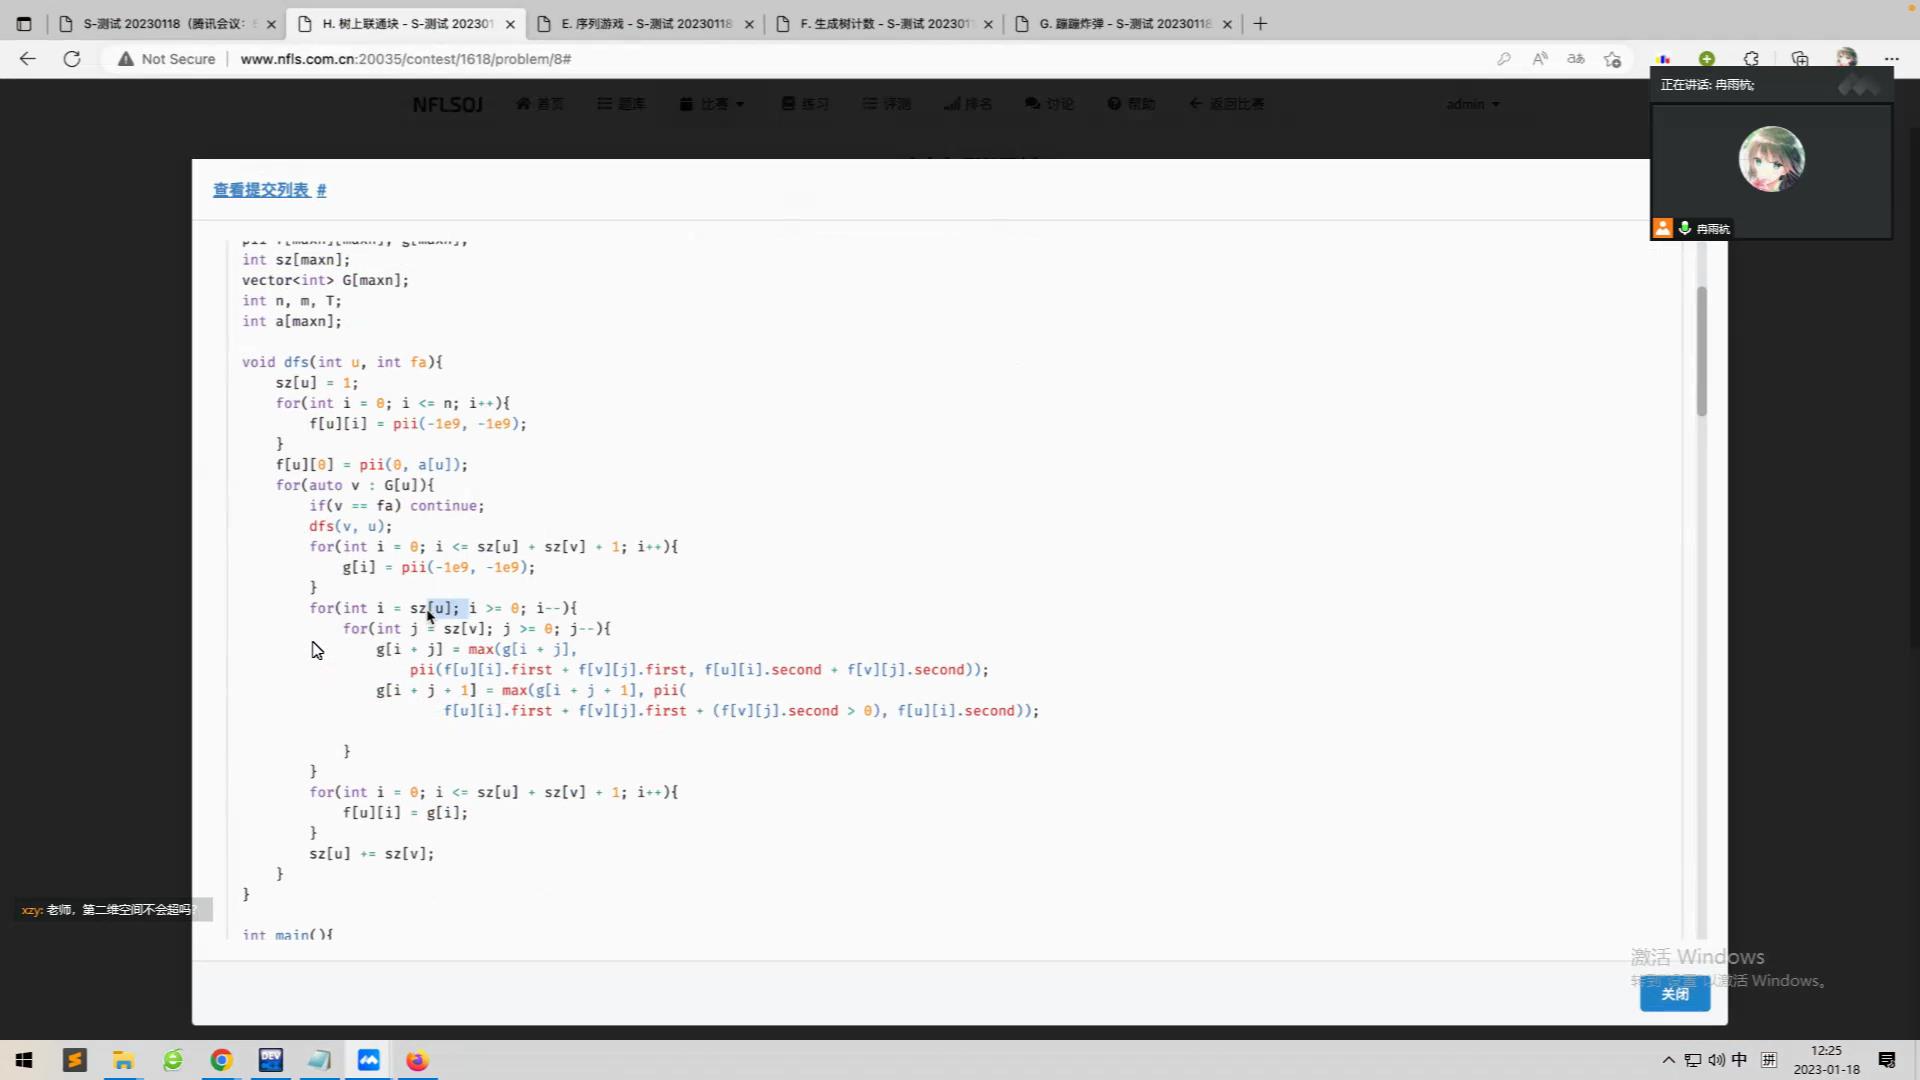 S-测试 20230118（腾讯会议：
H. 树上联通块 - S-测试 202301
E. 序列游戏 - S-测试 20230118
F. 生成树计数 - S-测试 202301
G. 蹦蹦炸弹 - S-测试 20230118
Not Secure
www.nfls.com.cn:20035/contest/1618/problem/8#
正在讲话: 冉雨杭;
NFLSOJ
首页
题库
比赛
练习
评测
排名
讨论
帮助
返回比赛
admin
冉雨杭
查看提交列表 #
int sz[maxn];
vector<int> G[maxn];
int n, m, T;
int a[maxn];
void dfs(int u, int fa){
sz[u] = 1;
for(int i = 0; i <= n; i++){
f[u][i] = pii(-1e9, -1e9);
}
f[u][0] = pii(0, a[u]);
for(auto v : G[u]){
if(v == fa) continue;
dfs(v, u);
for(int i = 0; i <= sz[u] + sz[v] + 1; i++){
g[i] = pii(-1e9, -1e9);
}
for(int i = sz[u]; i >= 0; i--){
for(int j = sz[v]; j >= 0; j--){
g[i + j] = max(g[i + j],
pii(f[u][i].first + f[v][j].first, f[u][i].second + f[v][j].second));
g[i + j + 1] = max(g[i + j + 1], pii(
f[u][i].first + f[v][j].first + (f[v][j].second > 0), f[u][i].second));
}
}
for(int i = 0; i <= sz[u] + sz[v] + 1; i++){
f[u][i] = g[i];
}
sz[u] += sz[v];
}
}
int main(){
xzy: 老师，第二维空间不会超吗?
激活 Windows
转到"设置"以激活 Windows。
关闭
DEV
中
拼
12:25
2023-01-18